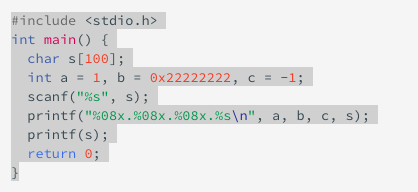 #include <stdio.h>
int main() {
  char s[100];
  int a = 1, b = 0x22222222, c = -1;
  scanf("%s", s);
  printf("%08x.%08x.%08x.%s\n", a, b, c, s);
  printf(s);
  return 0;
}